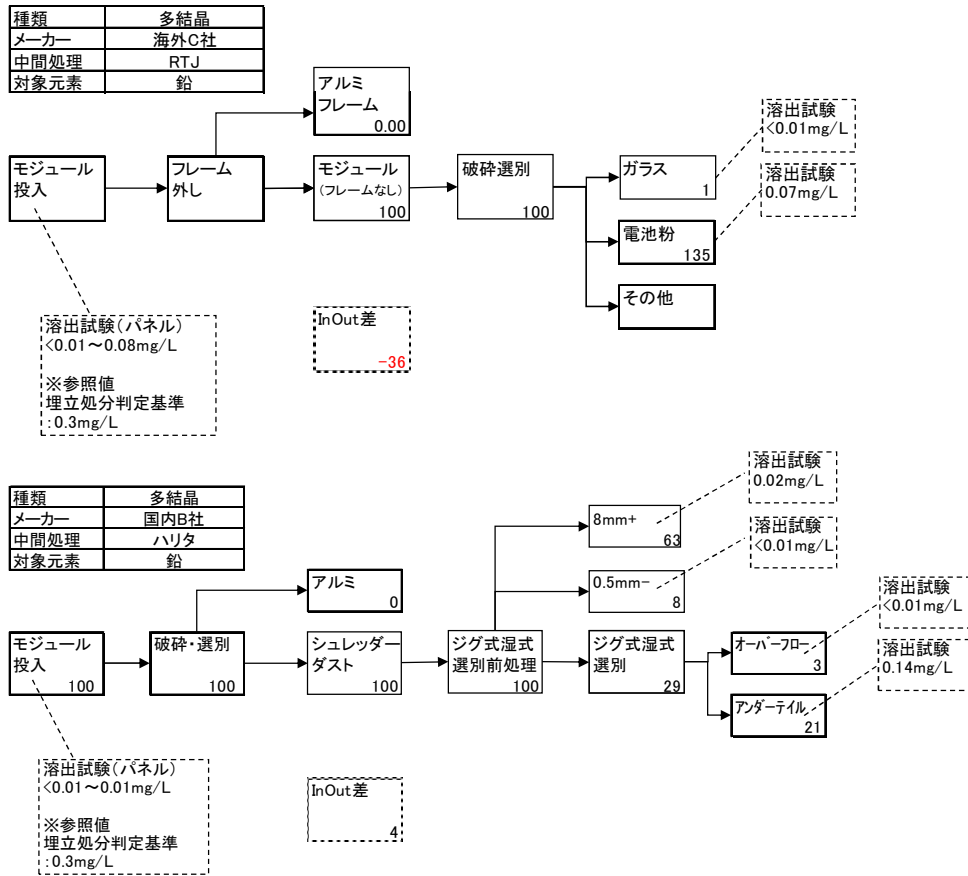 種類 多結晶
メーカー 海外C社
中間処理 RTJ
対象元素 鉛
アルミ
フレーム
0.00
溶出試験
<0.01mg/L
モジュール
投入
フレーム
外し
モジュール
(フレームなし)
100
破砕選別
100
ガラス
1
溶出試験
0.07mg/L
電池粉
135
その他
溶出試験(パネル)
<0.01～0.08mg/L
※参照値
埋立処分判定基準
:0.3mg/L
InOut差
-36
種類 多結晶
メーカー 国内B社
中間処理 ハリタ
対象元素 鉛
溶出試験
0.02mg/L
8mm+
63
溶出試験
<0.01mg/L
アルミ
0
0.5mm-
8
溶出試験
<0.01mg/L
モジュール
投入
100
破砕・選別
100
シュレッダー
ダスト
100
ジグ式湿式
選別前処理
100
ジグ式湿式
選別
29
オーバーフロー
3
溶出試験
0.14mg/L
アンダーテイル
21
溶出試験(パネル)
<0.01～0.01mg/L
※参照値
埋立処分判定基準
:0.3mg/L
InOut差
4